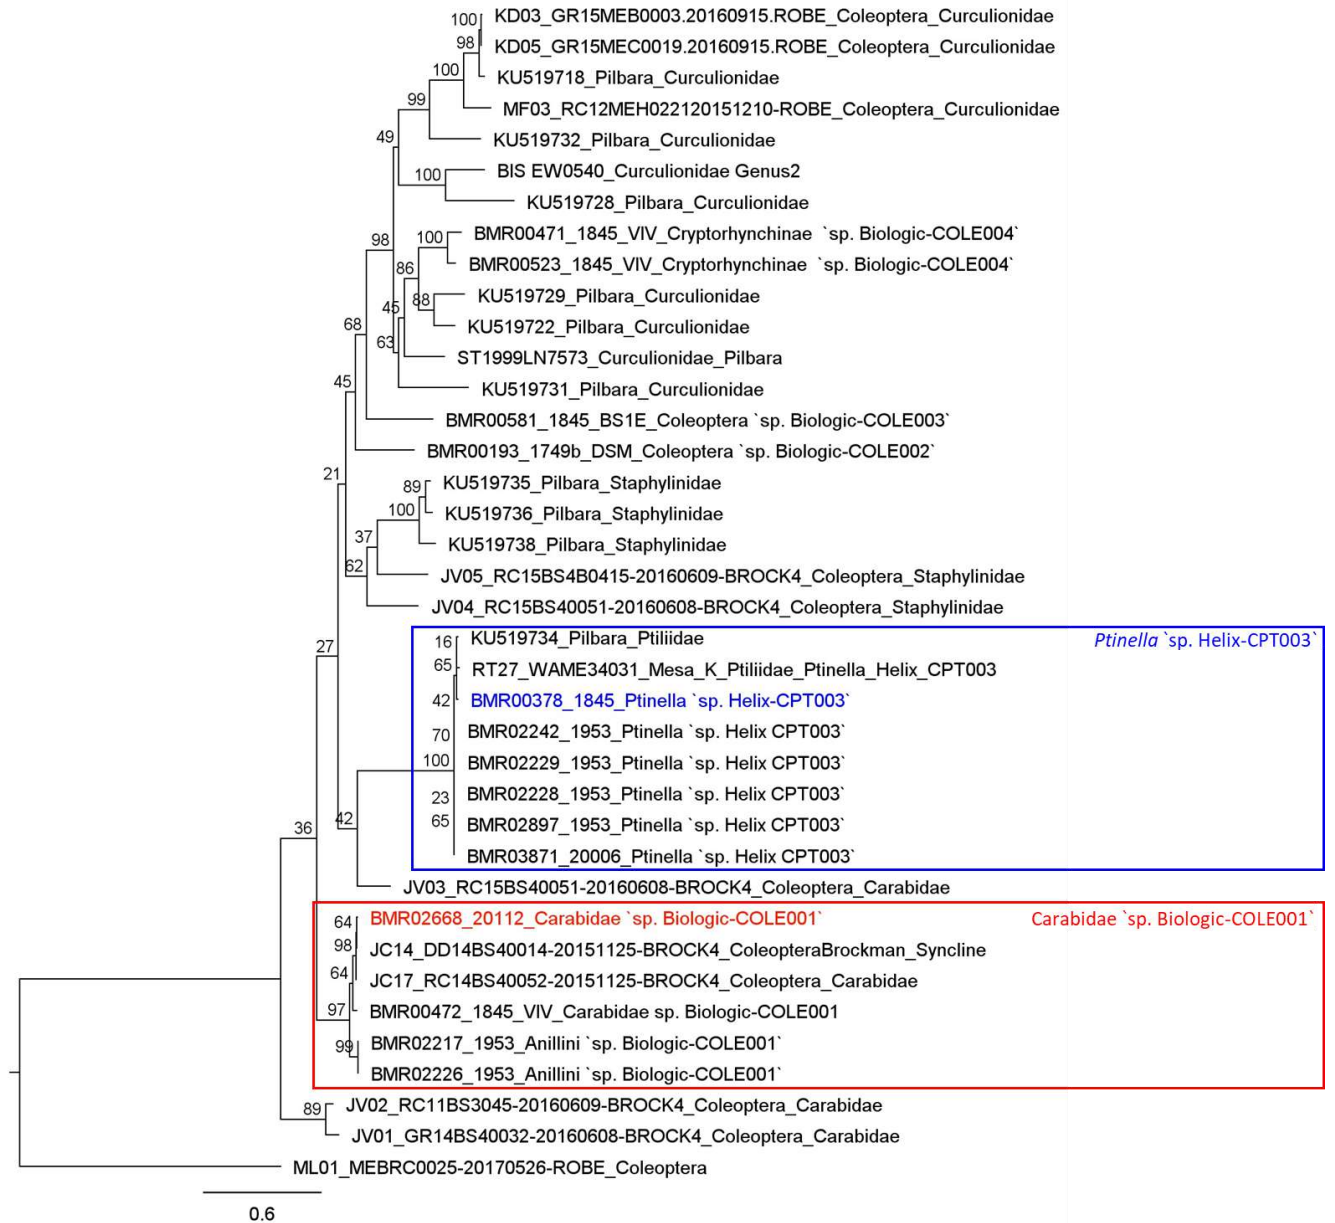 100
KD03_GR15MEB0003.20160915.ROBE_Coleoptera_Curculionidae
98
KD05_GR15MEC0019.20160915.ROBE_Coleoptera_Curculionidae
100
KU519718_Pilbara_Curculionidae
99
MF03_RC12MEH022120151210-ROBE_Coleoptera_Curculionidae
49
KU519732_Pilbara_Curculionidae
100
BIS EW0540_Curculionidae Genus2
KU519728_Pilbara_Curculionidae
98
100
BMR00471_1845_VIV_Cryptorhynchinae `sp. Biologic-COLE004`
86
BMR00523_1845_VIV_Cryptorhynchinae `sp. Biologic-COLE004`
45
88
KU519729_Pilbara_Curculionidae
68
63
KU519722_Pilbara_Curculionidae
ST1999LN7573_Curculionidae_Pilbara
45
KU519731_Pilbara_Curculionidae
BMR00581_1845_BS1E_Coleoptera `sp. Biologic-COLE003`
BMR00193_1749b_DSM_Coleoptera `sp. Biologic-COLE002`
21
89
KU519735_Pilbara_Staphylinidae
100
KU519736_Pilbara_Staphylinidae
37
KU519738_Pilbara_Staphylinidae
62
JV05_RC15BS4B0415-20160609-BROCK4_Coleoptera_Staphylinidae
JV04_RC15BS40051-20160608-BROCK4_Coleoptera_Staphylinidae
27
16
KU519734_Pilbara_Ptiliidae
Ptinella `sp. Helix-CPT003`
65
RT27_WAME34031_Mesa_K_Ptiliidae_Ptinella_Helix_CPT003
42
BMR00378_1845_Ptinella `sp. Helix-CPT003`
70
BMR02242_1953_Ptinella `sp. Helix CPT003`
100
BMR02229_1953_Ptinella `sp. Helix CPT003`
23
BMR02228_1953_Ptinella `sp. Helix CPT003`
36
42
65
BMR02897_1953_Ptinella `sp. Helix CPT003`
BMR03871_20006_Ptinella `sp. Helix CPT003`
JV03_RC15BS40051-20160608-BROCK4_Coleoptera_Carabidae
64
BMR02668_20112_Carabidae `sp. Biologic-COLE001`
Carabidae `sp. Biologic-COLE001`
98
JC14_DD14BS40014-20151125-BROCK4_ColeopteraBrockman_Syncline
64
JC17_RC14BS40052-20151125-BROCK4_Coleoptera_Carabidae
97
BMR00472_1845_VIV_Carabidae sp. Biologic-COLE001
99
BMR02217_1953_Anillini `sp. Biologic-COLE001`
BMR02226_1953_Anillini `sp. Biologic-COLE001`
89
JV02_RC11BS3045-20160609-BROCK4_Coleoptera_Carabidae
JV01_GR14BS40032-20160608-BROCK4_Coleoptera_Carabidae
ML01_MEBRC0025-20170526-ROBE_Coleoptera
0.6